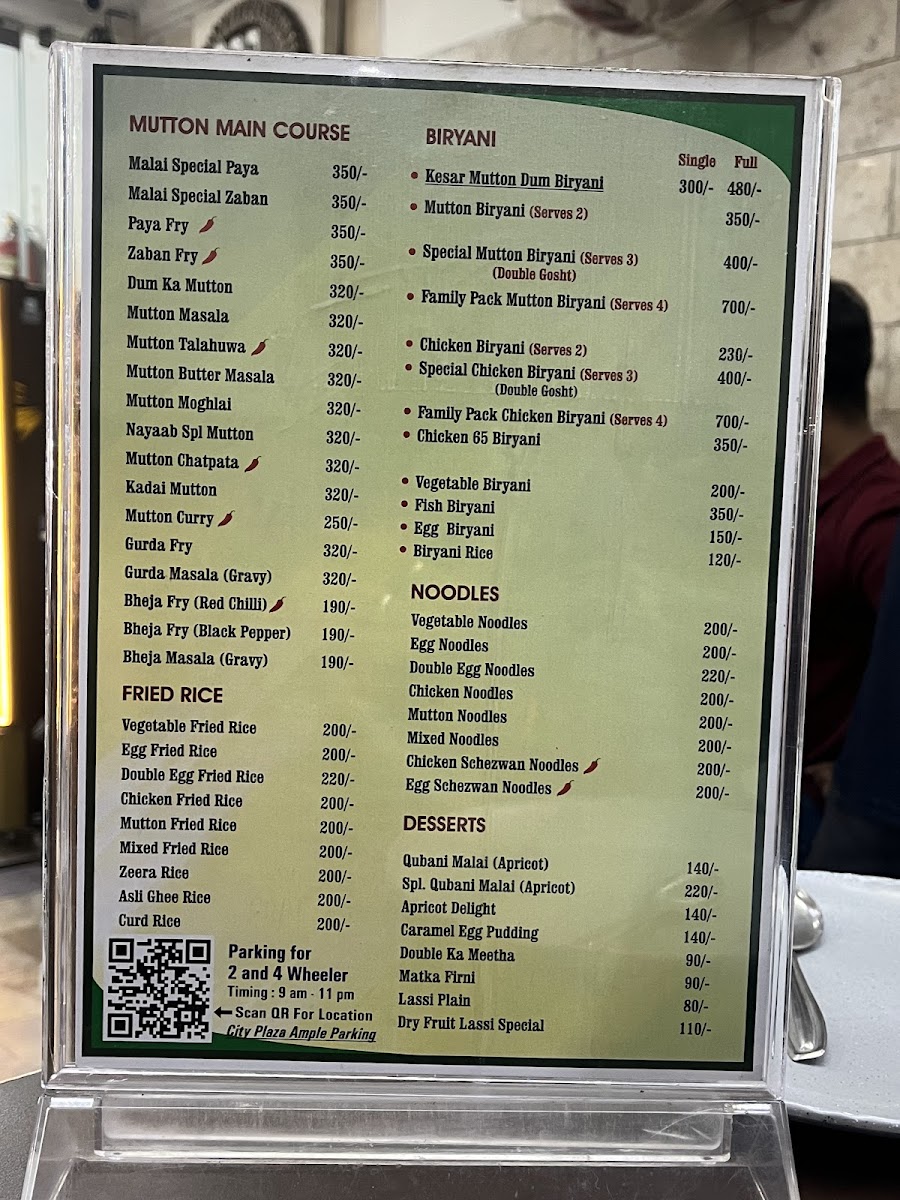 MUTTON MAIN COURSE
Malai Special Paya 350/-
Malai Special Zaban 350/-
Paya Fry 350/-
Zaban Fry 350/-
Dum Ka Mutton 320/-
Mutton Masala 320/-
Mutton Talahuwa 320/-
Mutton Butter Masala 320/-
Mutton Moghlai 320/-
Nayaab Spl Mutton 320/-
Mutton Chatpata 320/-
Kadai Mutton 320/-
Mutton Curry 250/-
Gurda Fry 320/-
Gurda Masala (Gravy) 320/-
Bheja Fry (Red Chilli) 190/-
Bheja Fry (Black Pepper) 190/-
Bheja Masala (Gravy) 190/-
FRIED RICE
Vegetable Fried Rice 200/-
Egg Fried Rice 200/-
Double Egg Fried Rice 220/-
Chicken Fried Rice 200/-
Mutton Fried Rice 200/-
Mixed Fried Rice 200/-
Zeera Rice 200/-
Asli Ghee Rice 200/-
Curd Rice 200/-
Parking for
2 and 4 Wheeler
Timing : 9 am - 11 pm
Scan QR For Location
City Plaza Ample Parking
BIRYANI
Single Full
Kesar Mutton Dum Biryani 300/- 480/-
Mutton Biryani (Serves 2) 350/-
Special Mutton Biryani (Serves 3) 400/-
(Double Gosht)
Family Pack Mutton Biryani (Serves 4) 700/-
Chicken Biryani (Serves 2) 230/-
Special Chicken Biryani (Serves 3) 400/-
(Double Gosht)
Family Pack Chicken Biryani (Serves 4) 700/-
Chicken 65 Biryani 350/-
Vegetable Biryani 200/-
Fish Biryani 350/-
Egg Biryani 150/-
Biryani Rice 120/-
NOODLES
Vegetable Noodles 200/-
Egg Noodles 200/-
Double Egg Noodles 220/-
Chicken Noodles 200/-
Mutton Noodles 200/-
Mixed Noodles 200/-
Chicken Schezwan Noodles 200/-
Egg Schezwan Noodles 200/-
DESSERTS
Qubani Malai (Apricot) 140/-
Spl. Qubani Malai (Apricot) 220/-
Apricot Delight 140/-
Caramel Egg Pudding 140/-
Double Ka Meetha 90/-
Matka Firni 90/-
Lassi Plain 80/-
Dry Fruit Lassi Special 110/-